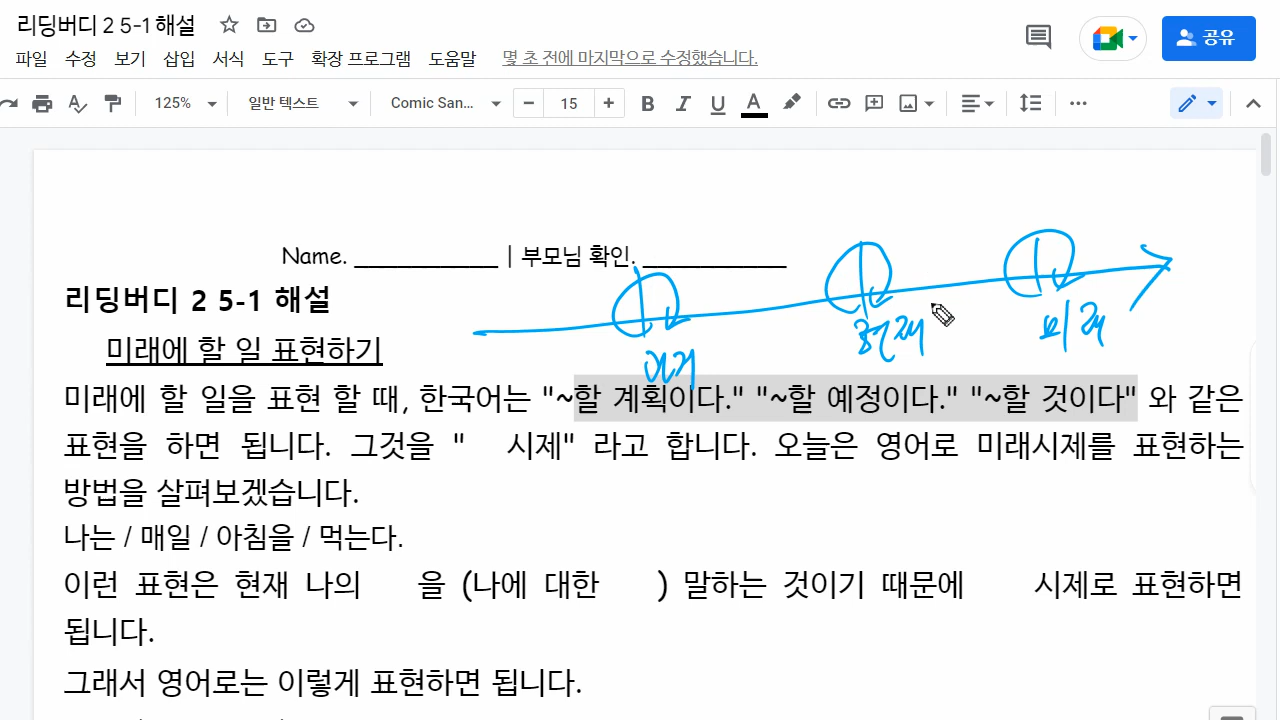 리딩버디 2 5-1 해설
파일 수정 보기 삽입 서식 도구 확장 프로그램 도움말 몇 초 전에 마지막으로 수정했습니다.
공유
125% 일반 텍스트 Comic San... 15 B I U A
Name. ____________ | 부모님 확인. ____________
리딩버디 2 5-1 해설
현재 미래
미래에 할 일 표현하기
과거
미래에 할 일을 표현 할 때, 한국어는 "~할 계획이다." "~할 예정이다." "~할 것이다" 와 같은
표현을 하면 됩니다. 그것을 " 시제" 라고 합니다. 오늘은 영어로 미래시제를 표현하는
방법을 살펴보겠습니다.
나는 / 매일 / 아침을 / 먹는다.
이런 표현은 현재 나의 을 (나에 대한 ) 말하는 것이기 때문에 시제로 표현하면
됩니다.
그래서 영어로는 이렇게 표현하면 됩니다.